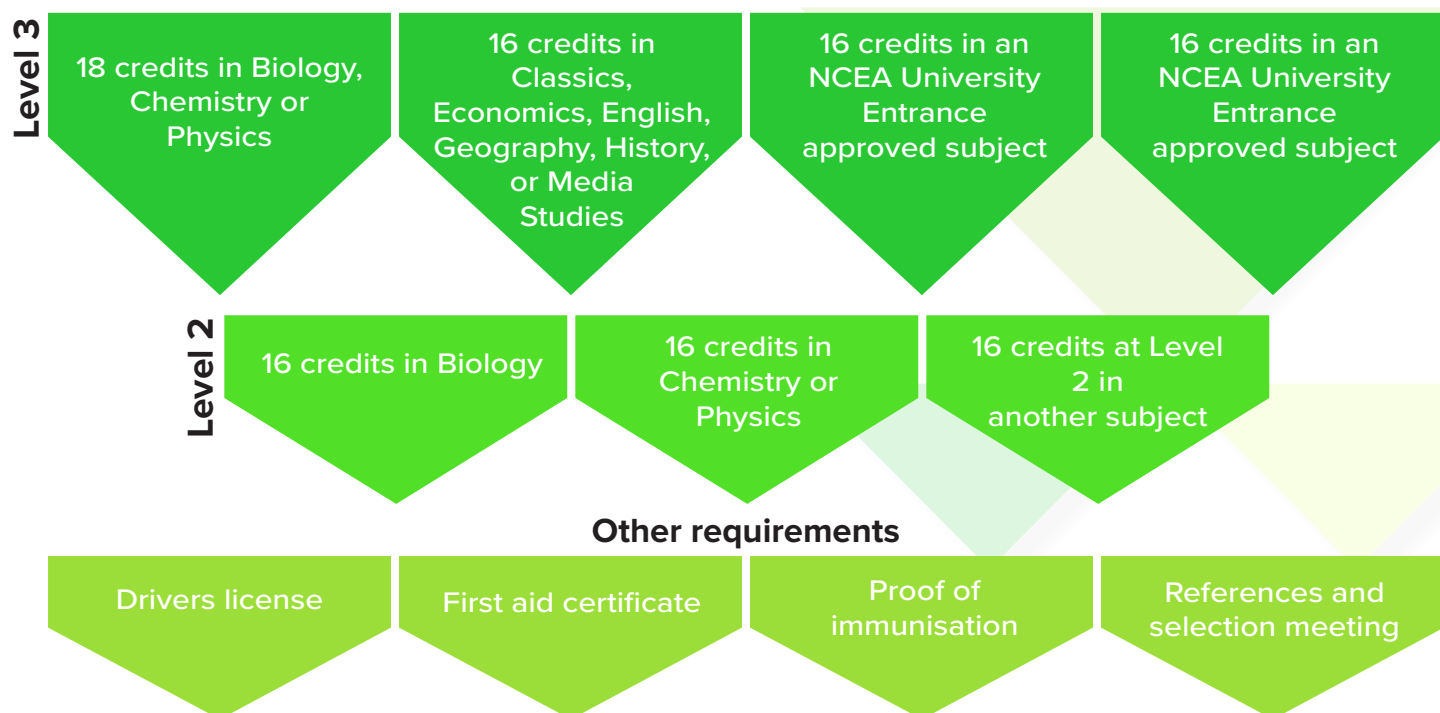 Level 3
18 credits in Biology,
Chemistry or
Physics
16 credits in
Classics,
Economics, English,
Geography, History,
or Media
Studies
16 credits in an
NCEA University
Entrance
approved subject
16 credits in an
NCEA University
Entrance
approved subject
Level 2
16 credits in Biology
16 credits in
Chemistry or
Physics
16 credits at Level
2 in
another subject
Other requirements
Drivers license
First aid certificate
Proof of
immunisation
References and
selection meeting